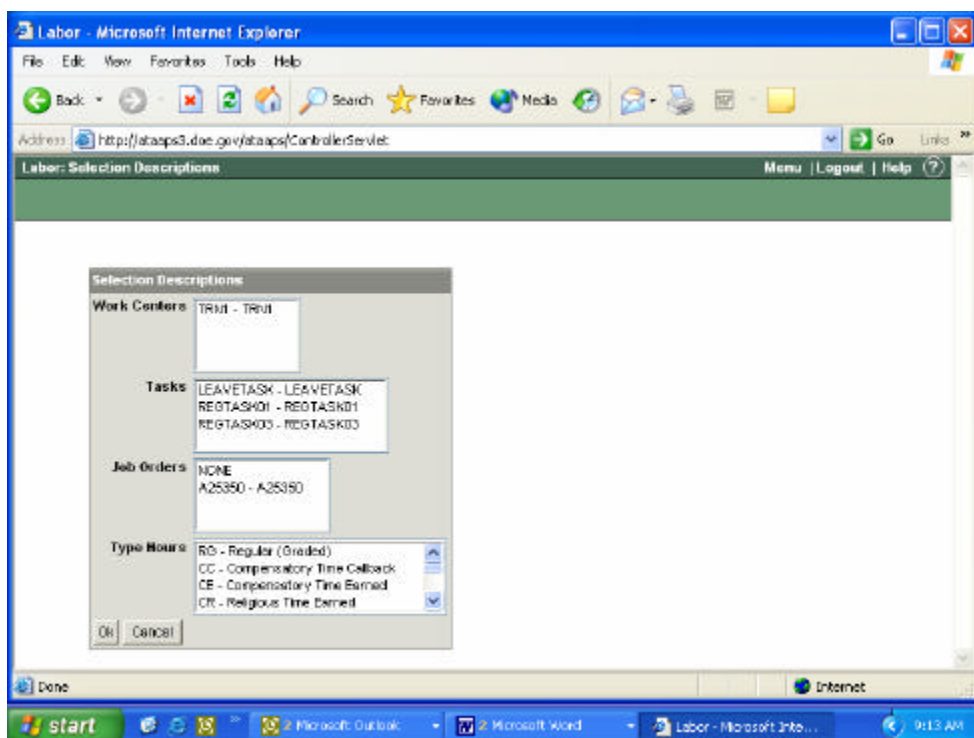 Labor - Microsoft Internet Explorer
File Edit View Favorites Tools Help
Back Search Favorites Media
Address http://ataaps3.doe.gov/ataaps/ControllerServlet Go Links »
Labor: Selection Descriptions Menu | Logout | Help ?
Selection Descriptions
Work Centers TRN1 - TRN1
Tasks LEAVETASK - LEAVETASK
REGTASK01 - REGTASK01
REGTASK03 - REGTASK03
Job Orders NONE
A25350 - A25350
Type Hours RG - Regular (Graded)
CC - Compensatory Time Callback
CE - Compensatory Time Earned
CR - Religious Time Earned
Ok Cancel
Done Internet
start » 2 Microsoft Outlook 2 Microsoft Word Labor - Microsoft Inte... 9:13 AM